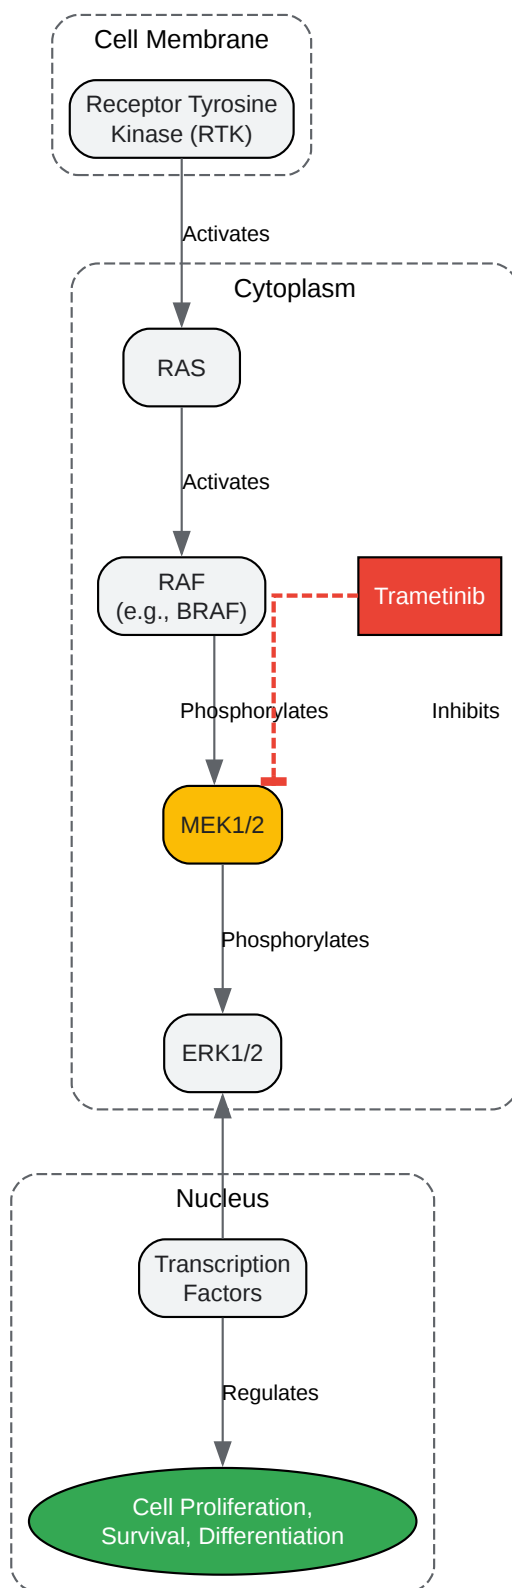 Cell Membrane
Receptor Tyrosine
Kinase (RTK)
Activates
Cytoplasm
RAS
Activates
RAF
(e.g., BRAF)
Trametinib
Phosphorylates
Inhibits
MEK1/2
Phosphorylates
ERK1/2
Nucleus
Transcription
Factors
Regulates
Cell Proliferation,
Survival, Differentiation